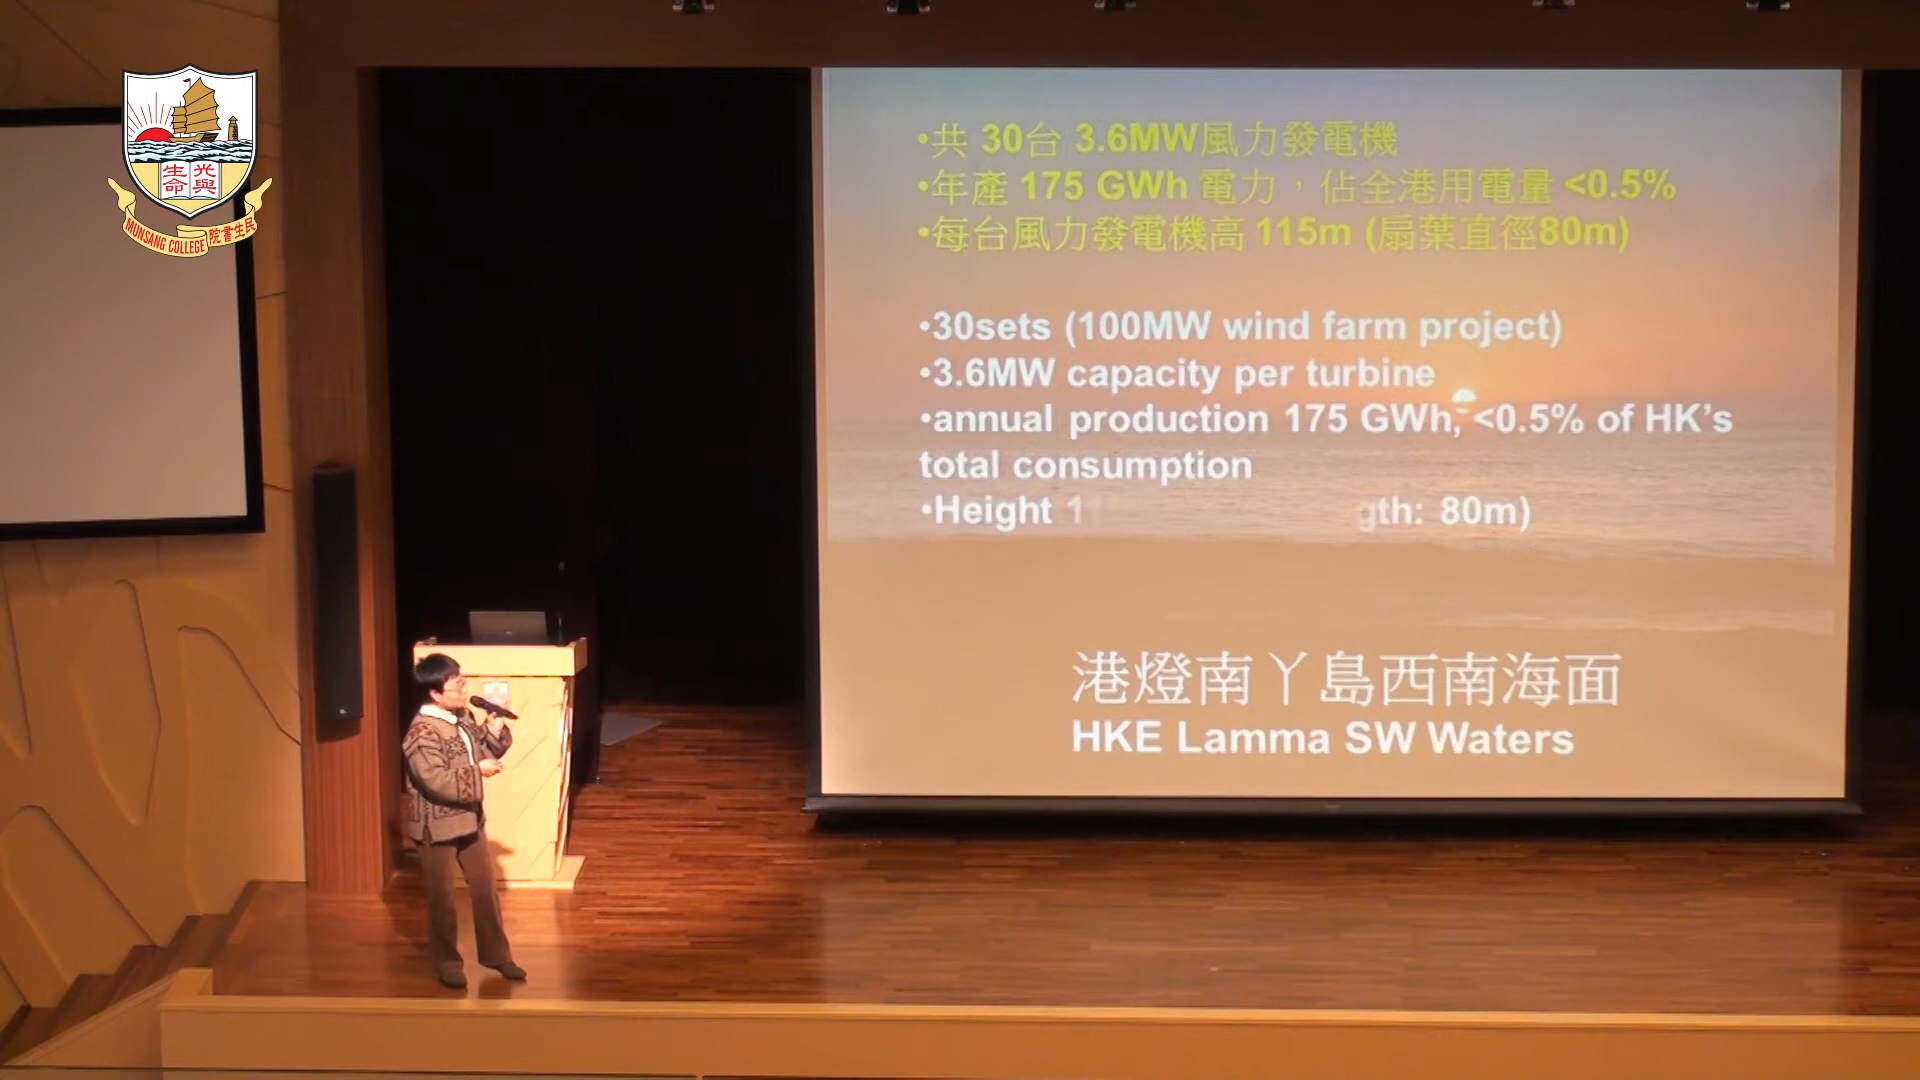 光與
生命
MUNSANG COLLEGE 院書生民
•共 30台 3.6MW風力發電機
•年產 175 GWh 電力，佔全港用電量 <0.5%
•每台風力發電機高 115m (扇葉直徑80m)
•30sets (100MW wind farm project)
•3.6MW capacity per turbine
•annual production 175 GWh, <0.5% of HK's
total consumption
•Height 80m)
港燈南丫島西南海面
HKE Lamma SW Waters